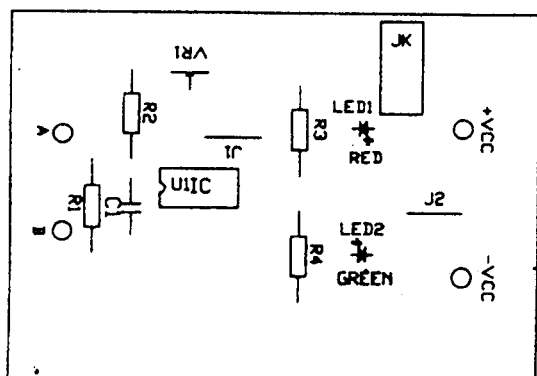 JK
VR1
LED1
R2
R3
+VCC
A
J1
RED
U1IC
R1
C1
J2
LED2
B
R4
GREEN
-VCC